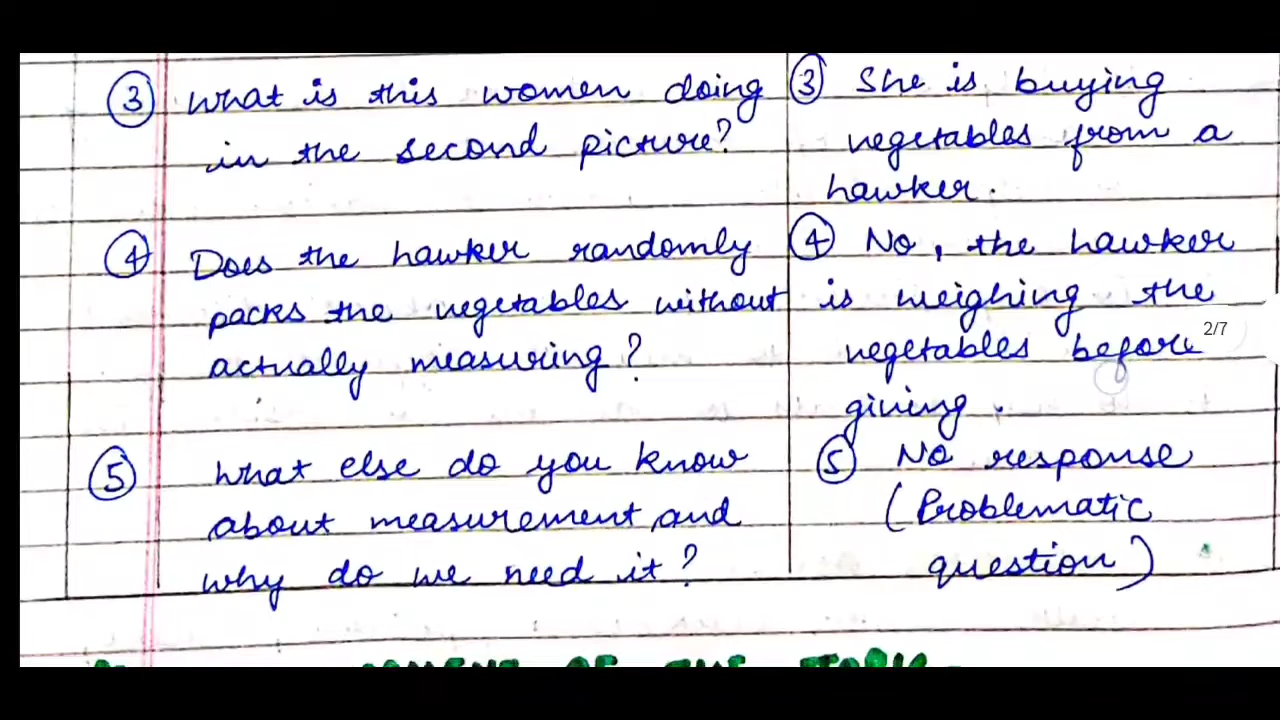 ③ What is this women doing
in the second picture?
③ She is buying
vegetables from a
hawker.
④ Does the hawker randomly
packs the vegetables without
actually measuring?
④ No, the hawker
is weighing the
vegetables before
giving.
2/7
⑤ What else do you know
about measurement and
why do we need it?
⑤ No response
(Problematic
question)
OF THE TOPIC